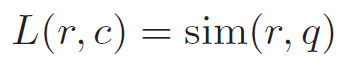 L(r, c) = sim(r, q)